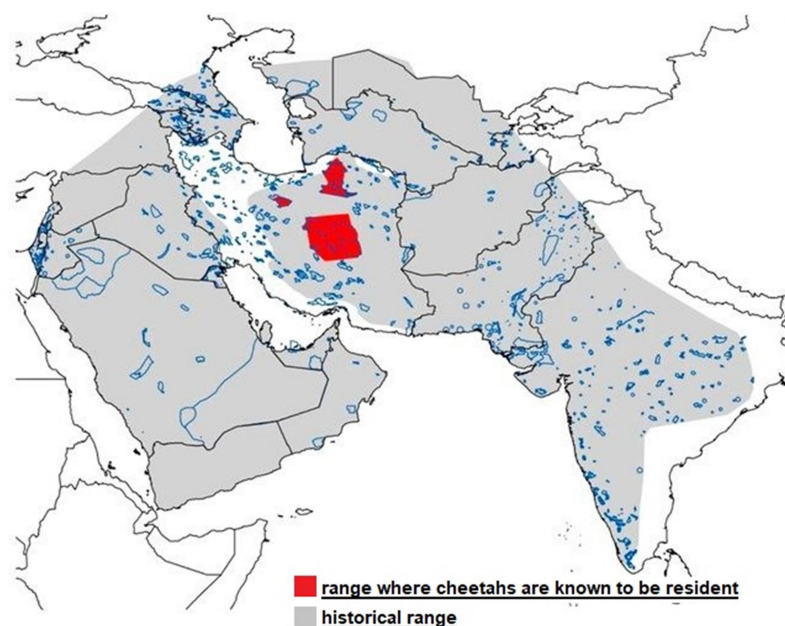 range where cheetahs are known to be resident
historical range